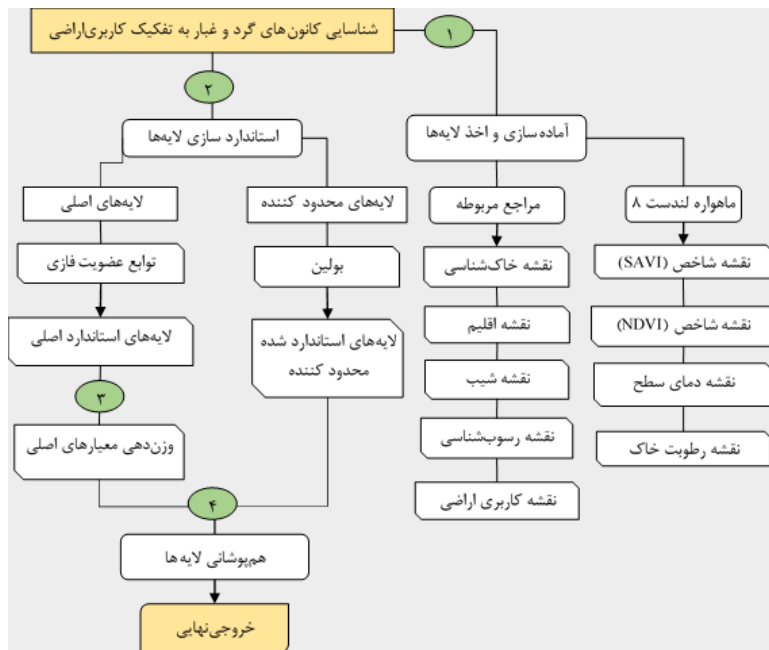 شناسایی کانون‌های گرد و غبار به تفکیک کاربری‌اراضی
۱
۲
استاندارد سازی لایه‌ها
آماده‌سازی و اخذ لایه‌ها
لایه‌های اصلی
لایه‌های محدود کننده
مراجع مربوطه
ماهواره لندست ۸
توابع عضویت فازی
بولین
نقشه خاک‌شناسی
نقشه شاخص (SAVI)
لایه‌های استاندارد اصلی
لایه‌های استاندارد شده
محدود کننده
نقشه اقلیم
نقشه شاخص (NDVI)
۳
نقشه شیب
نقشه دمای سطح
وزن‌دهی معیارهای اصلی
نقشه رسوب‌شناسی
نقشه رطوبت خاک
۴
نقشه کاربری اراضی
هم‌پوشانی لایه‌ها
خروجی‌نهایی